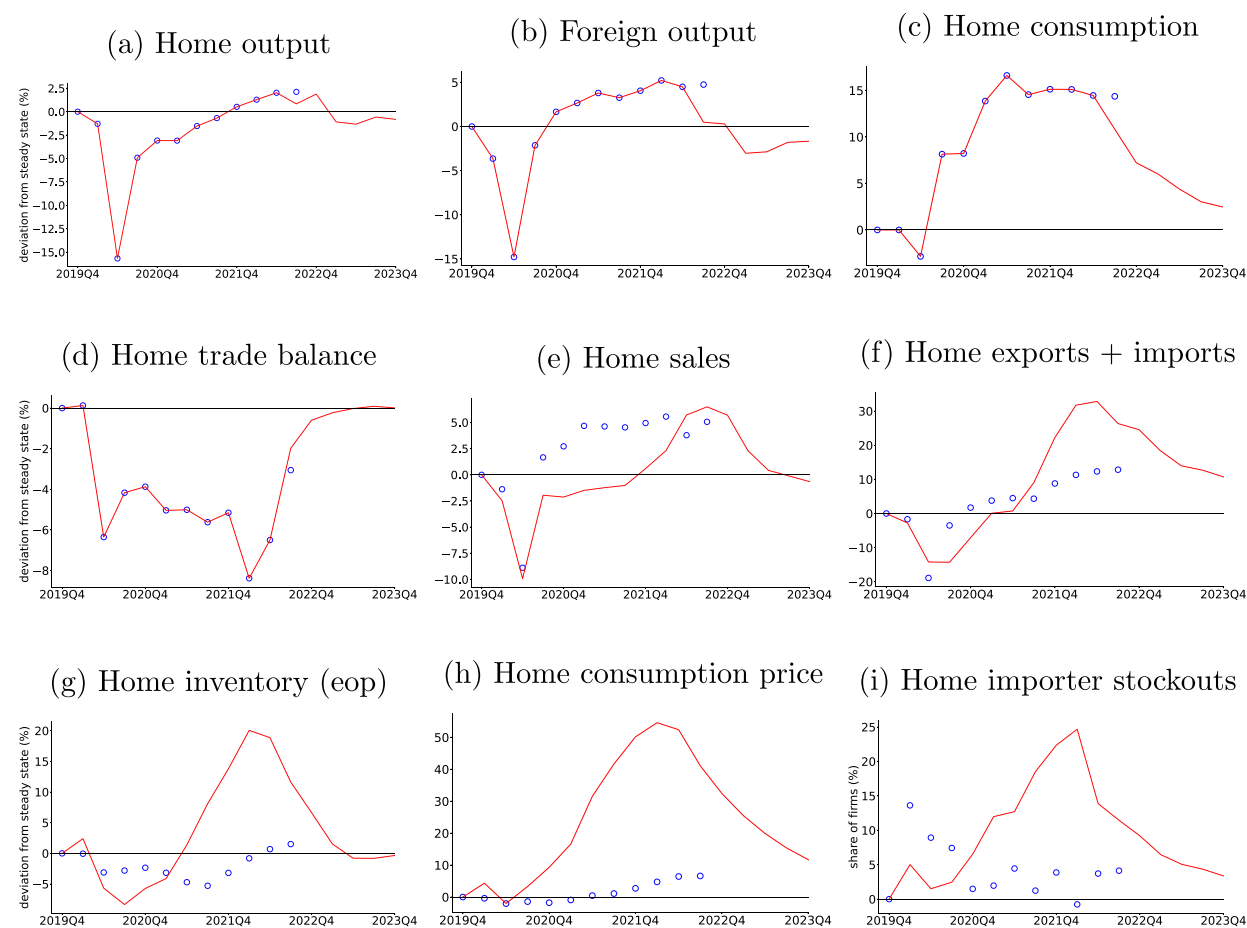 (a) Home output
deviation from steady state (%)
2.5
0.0
−2.5
−5.0
−7.5
−10.0
−12.5
−15.0
2019Q4 2020Q4 2021Q4 2022Q4 2023Q4
(b) Foreign output
5
0
−5
−10
−15
2019Q4 2020Q4 2021Q4 2022Q4 2023Q4
(c) Home consumption
15
10
5
0
2019Q4 2020Q4 2021Q4 2022Q4 2023Q4
(d) Home trade balance
deviation from steady state (%)
0
−2
−4
−6
−8
2019Q4 2020Q4 2021Q4 2022Q4 2023Q4
(e) Home sales
5.0
2.5
0.0
−2.5
−5.0
−7.5
−10.0
2019Q4 2020Q4 2021Q4 2022Q4 2023Q4
(f) Home exports + imports
30
20
10
0
−10
−20
2019Q4 2020Q4 2021Q4 2022Q4 2023Q4
(g) Home inventory (eop)
deviation from steady state (%)
20
15
10
5
0
−5
2019Q4 2020Q4 2021Q4 2022Q4 2023Q4
(h) Home consumption price
50
40
30
20
10
0
2019Q4 2020Q4 2021Q4 2022Q4 2023Q4
(i) Home importer stockouts
share of firms (%)
25
20
15
10
5
0
2019Q4 2020Q4 2021Q4 2022Q4 2023Q4